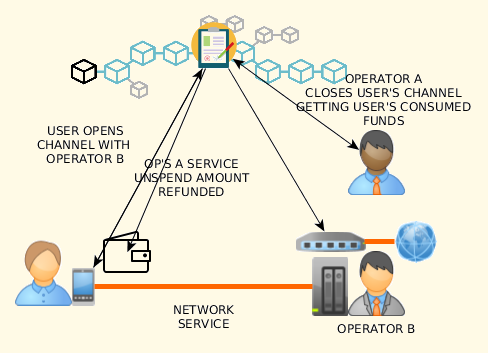 OPERATOR A
CLOSES USER'S CHANNEL
GETTING USER'S CONSUMED
FUNDS
USER OPENS
CHANNEL WITH
OPERATOR B
OP'S A SERVICE
UNSPEND AMOUNT
REFUNDED
NETWORK
SERVICE
OPERATOR B